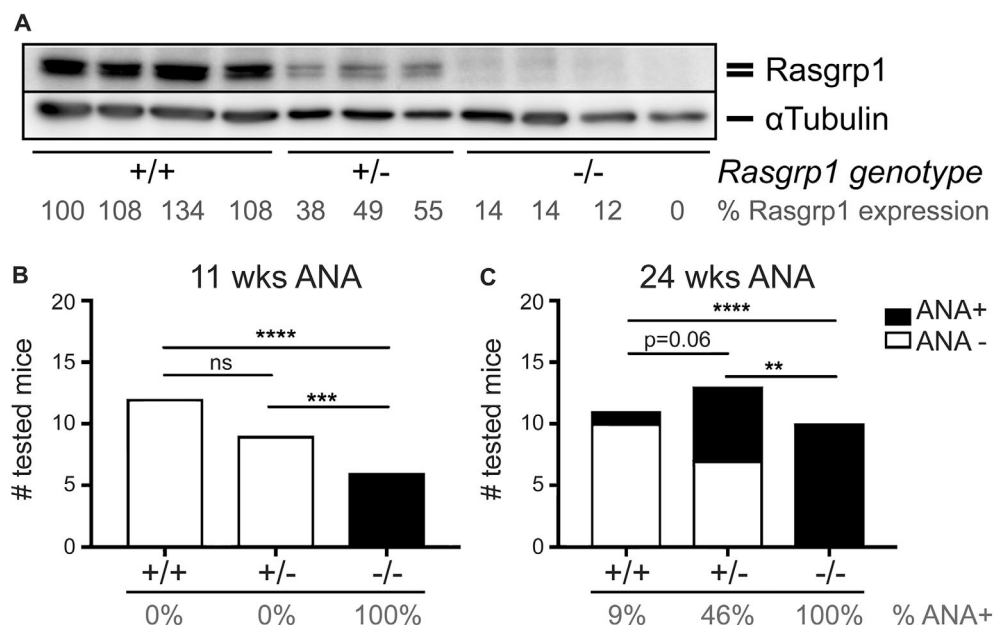 A
Rasgrp1
αTubulin
+/+ +/- -/- Rasgrp1 genotype
100 108 134 108 38 49 55 14 14 12 0 % Rasgrp1 expression
B
11 wks ANA
# tested mice
20
15
10
5
0
****
ns
***
+/+ +/- -/-
0% 0% 100%
C
24 wks ANA
# tested mice
20
15
10
5
0
****
p=0.06
**
ANA+
ANA -
+/+ +/- -/-
9% 46% 100% % ANA+